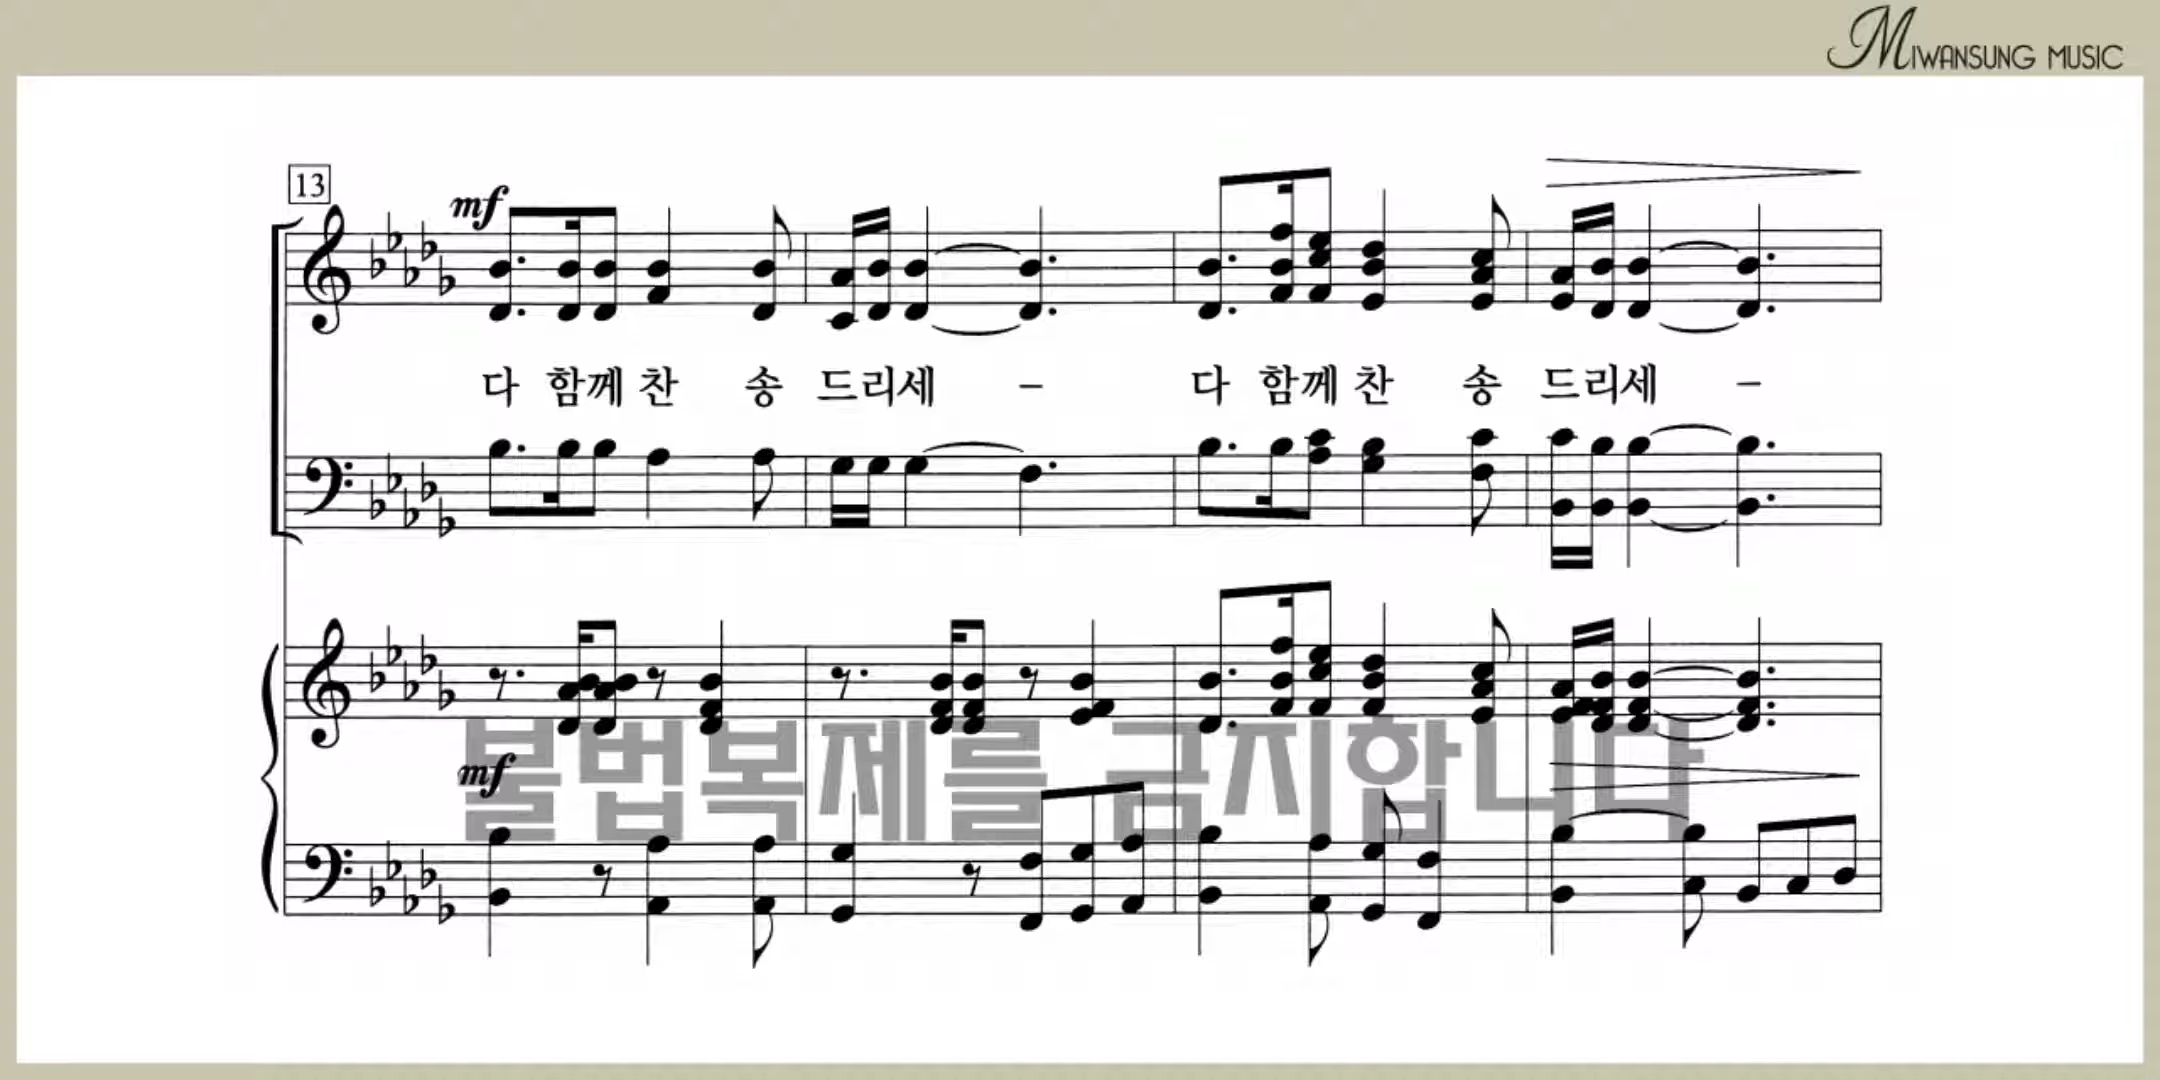 MIWANSUNG MUSIC
13
mf
다 함께 찬 송 드리세 – 다 함께 찬 송 드리세 –
불법복제를 금지합니다
mf